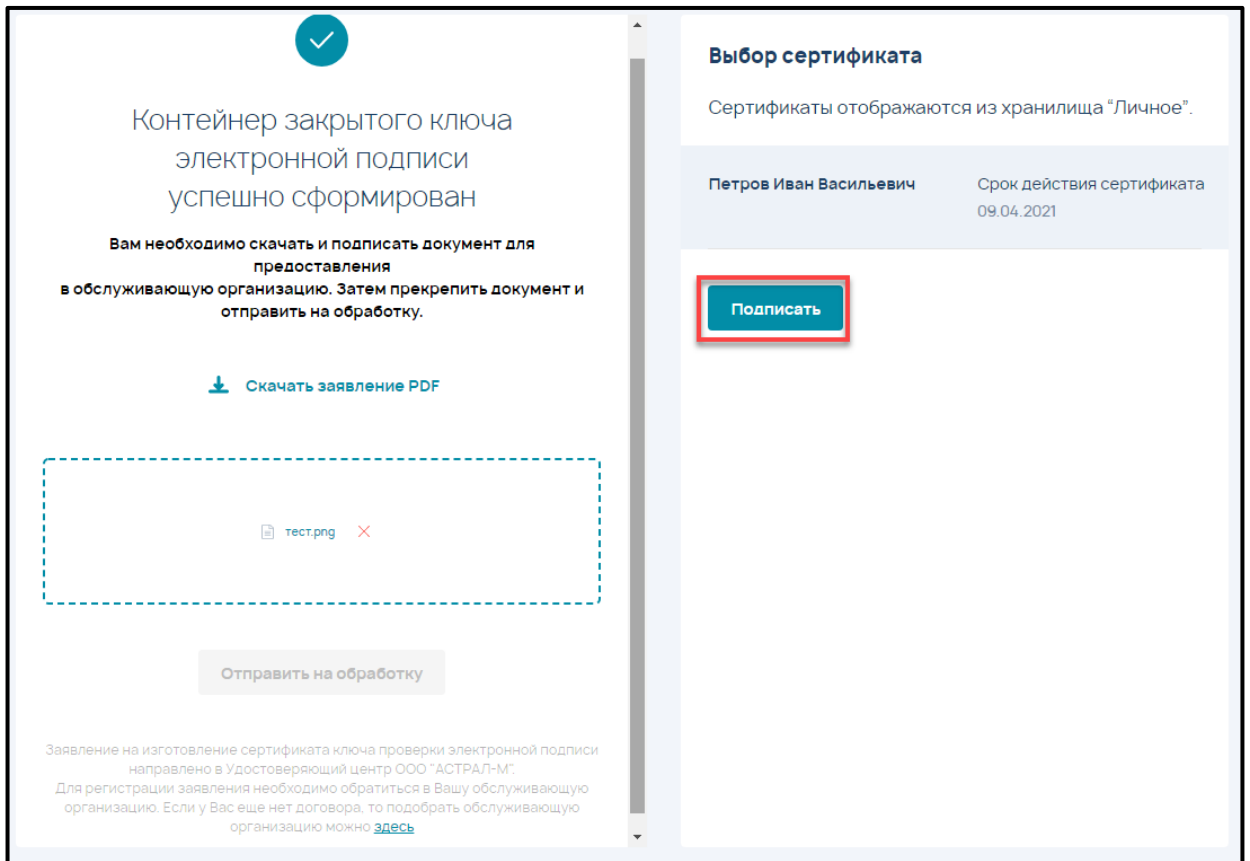 Контейнер закрытого ключа
электронной подписи
успешно сформирован
Вам необходимо скачать и подписать документ для
предоставления
в обслуживающую организацию. Затем прекрепить документ и
отправить на обработку.
Скачать заявление PDF
тест.png
Отправить на обработку
Заявление на изготовление сертификата ключа проверки электронной подписи
направлено в Удостоверяющий центр ООО "АСТРАЛ-М".
Для регистрации заявления необходимо обратиться в Вашу обслуживающую
организацию. Если у Вас еще нет договора, то подобрать обслуживающую
организацию можно здесь
Выбор сертификата
Сертификаты отображаются из хранилища “Личное”.
Петров Иван Васильевич
Срок действия сертификата
09.04.2021
Подписать